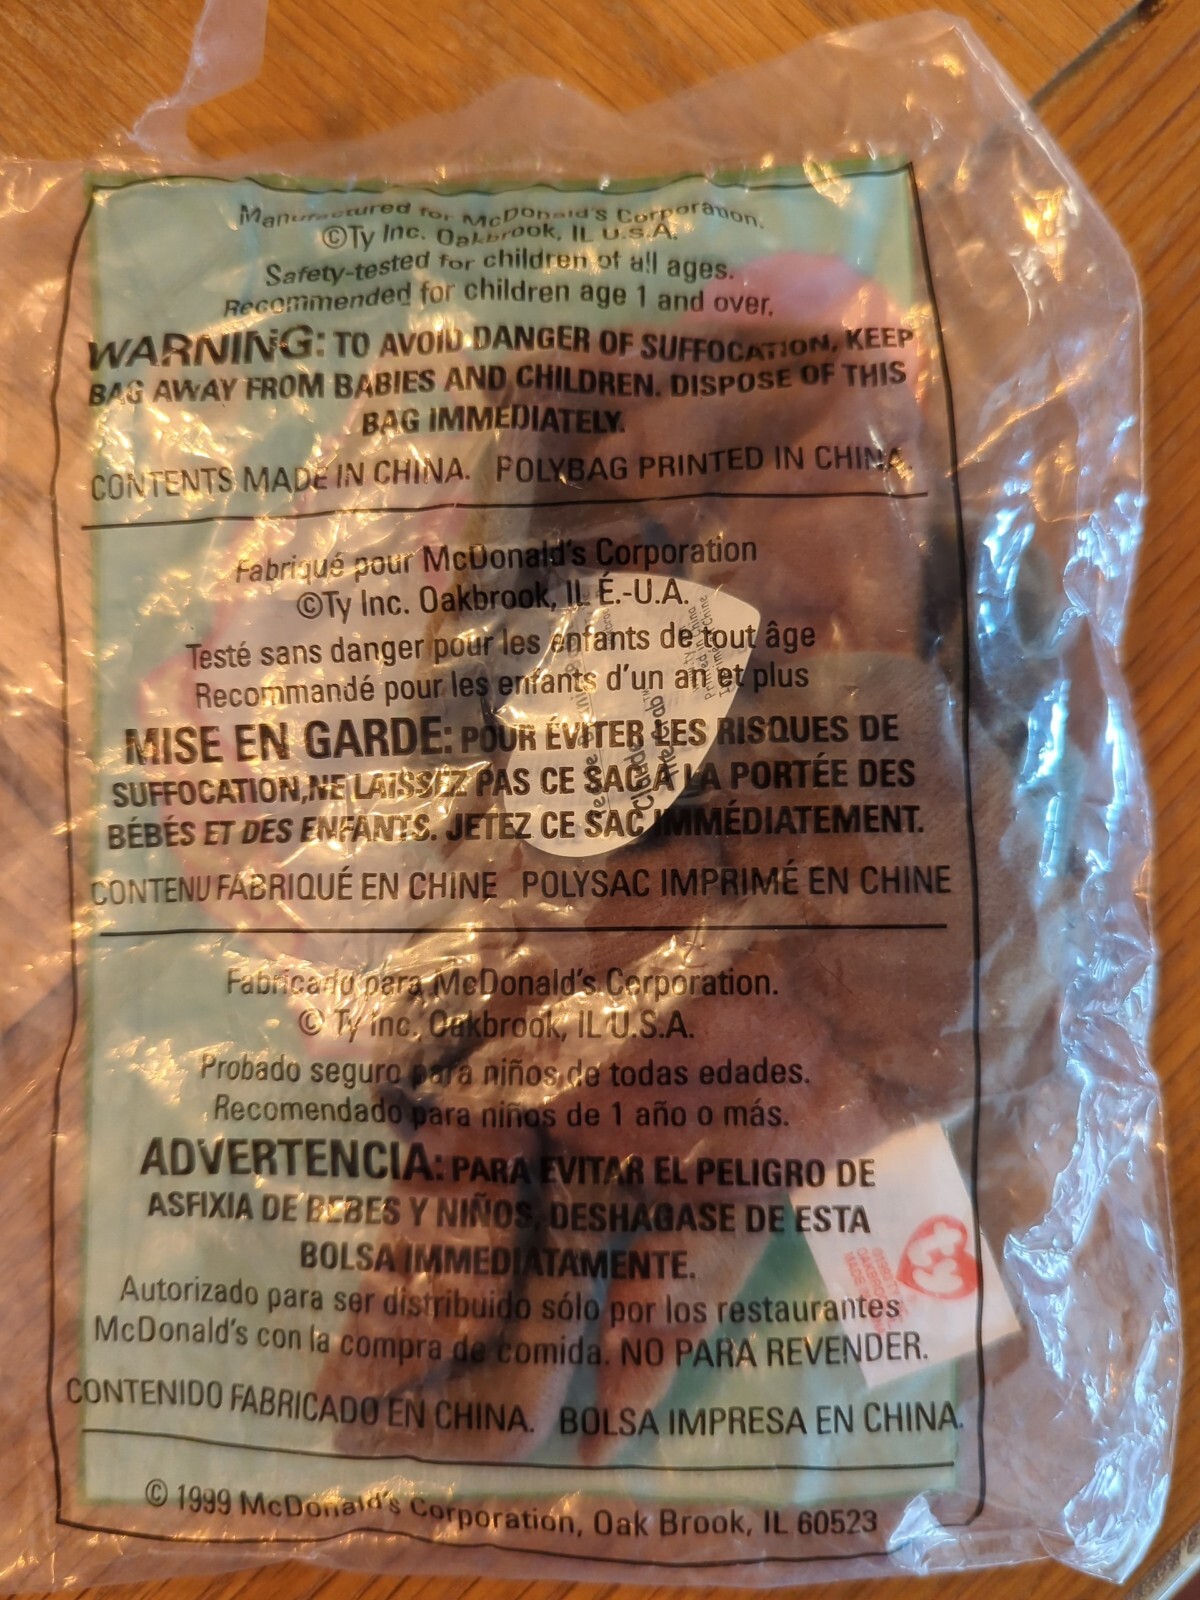 Manufactured for McDonald's Corporation.
©Ty Inc. Oakbrook, IL U.S.A.
Safety-tested for children of all ages.
Recommended for children age 1 and over.
WARNING: TO AVOID DANGER OF SUFFOCATION, KEEP
BAG AWAY FROM BABIES AND CHILDREN. DISPOSE OF THIS
BAG IMMEDIATELY.
CONTENTS MADE IN CHINA. POLYBAG PRINTED IN CHINA.
Fabriqué pour McDonald's Corporation
©Ty Inc. Oakbrook, IL É.-U.A.
Testé sans danger pour les enfants de tout âge
Recommandé pour les enfants d'un an et plus
MISE EN GARDE: POUR ÉVITER LES RISQUES DE
SUFFOCATION,NE LAISSEZ PAS CE SAC À LA PORTÉE DES
BÉBÉS ET DES ENFANTS. JETEZ CE SAC IMMÉDIATEMENT.
CONTENU FABRIQUÉ EN CHINE POLYSAC IMPRIMÉ EN CHINE
Claude
the Crab
Fabricado para McDonald's Corporation.
© Ty Inc., Oakbrook, IL U.S.A.
Probado seguro para niños de todas edades.
Recomendado para niños de 1 año o más.
ADVERTENCIA: PARA EVITAR EL PELIGRO DE
ASFIXIA DE BEBES Y NIÑOS, DESHAGASE DE ESTA
BOLSA IMMEDIATAMENTE.
Autorizado para ser distribuido sólo por los restaurantes
McDonald's con la compra de comida. NO PARA REVENDER.
CONTENIDO FABRICADO EN CHINA. BOLSA IMPRESA EN CHINA.
ty
© 1999 McDonald's Corporation, Oak Brook, IL 60523